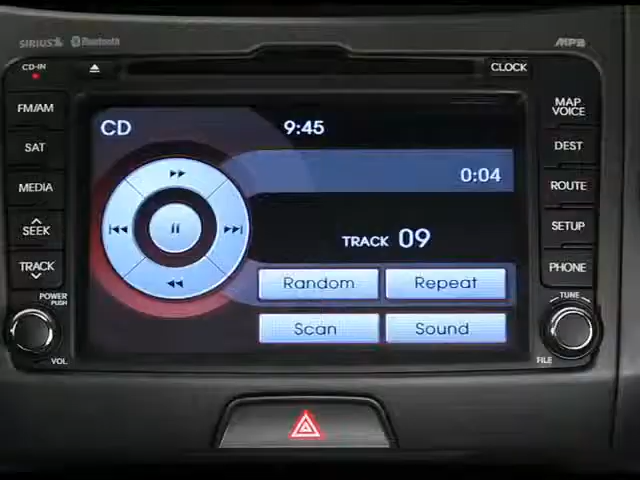 SIRIUS Bluetooth MP3
CD-IN CLOCK
FM/AM
SAT
MEDIA
SEEK
TRACK
POWER
PUSH
VOL
CD 9:45
0:04
TRACK 09
Random Repeat
Scan Sound
MAP
VOICE
DEST
ROUTE
SETUP
PHONE
TUNE
FILE